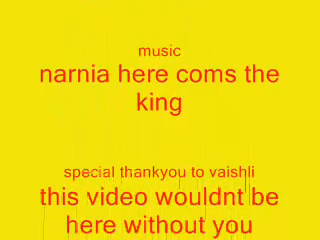 music
narnia here coms the
king
special thankyou to vaishli
this video wouldnt be
here without you